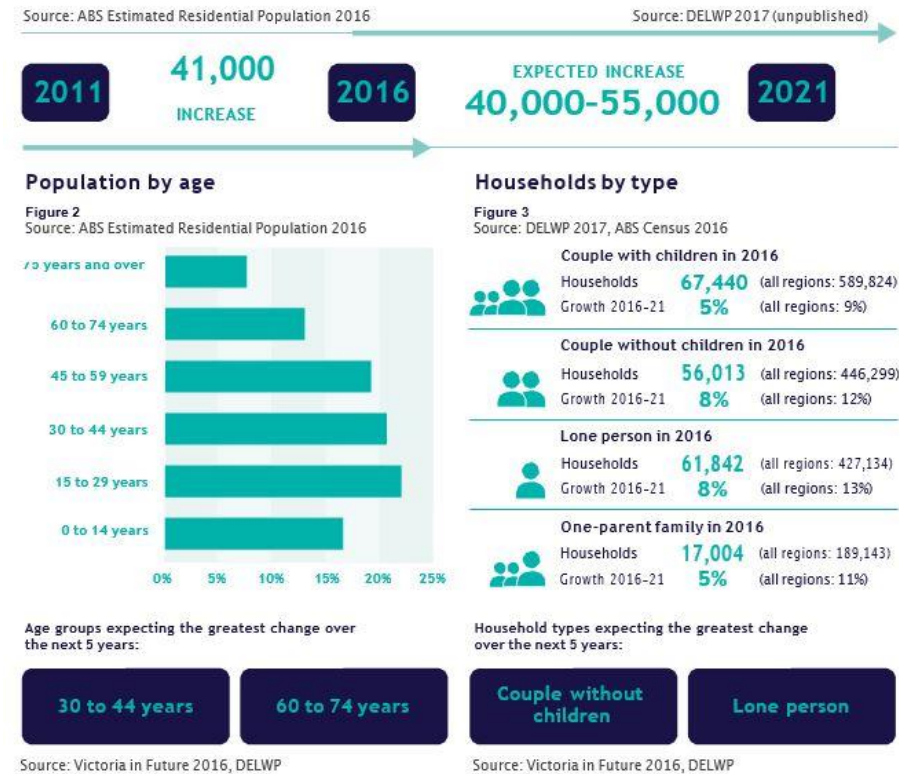 Source: ABS Estimated Residential Population 2016
Source: DELWP 2017 (unpublished)
2011
41,000
INCREASE
2016
EXPECTED INCREASE
40,000-55,000
2021
Population by age
Figure 2
Source: ABS Estimated Residential Population 2016
years and over
60 to 74 years
45 to 59 years
30 to 44 years
15 to 29 years
0 to 14 years
0% 5% 10% 15% 20% 25%
Age groups expecting the greatest change over
the next 5 years:
30 to 44 years
60 to 74 years
Source: Victoria in Future 2016, DELWP
Households by type
Figure 3
Source: DELWP 2017, ABS Census 2016
Couple with children in 2016
Households 67,440 (all regions: 589,824)
Growth 2016-21 5% (all regions: 9%)
Couple without children in 2016
Households 56,013 (all regions: 446,299)
Growth 2016-21 8% (all regions: 12%)
Lone person in 2016
Households 61,842 (all regions: 427,134)
Growth 2016-21 8% (all regions: 13%)
One-parent family in 2016
Households 17,004 (all regions: 189,143)
Growth 2016-21 5% (all regions: 11%)
Household types expecting the greatest change
over the next 5 years:
Couple without
children
Lone person
Source: Victoria in Future 2016, DELWP